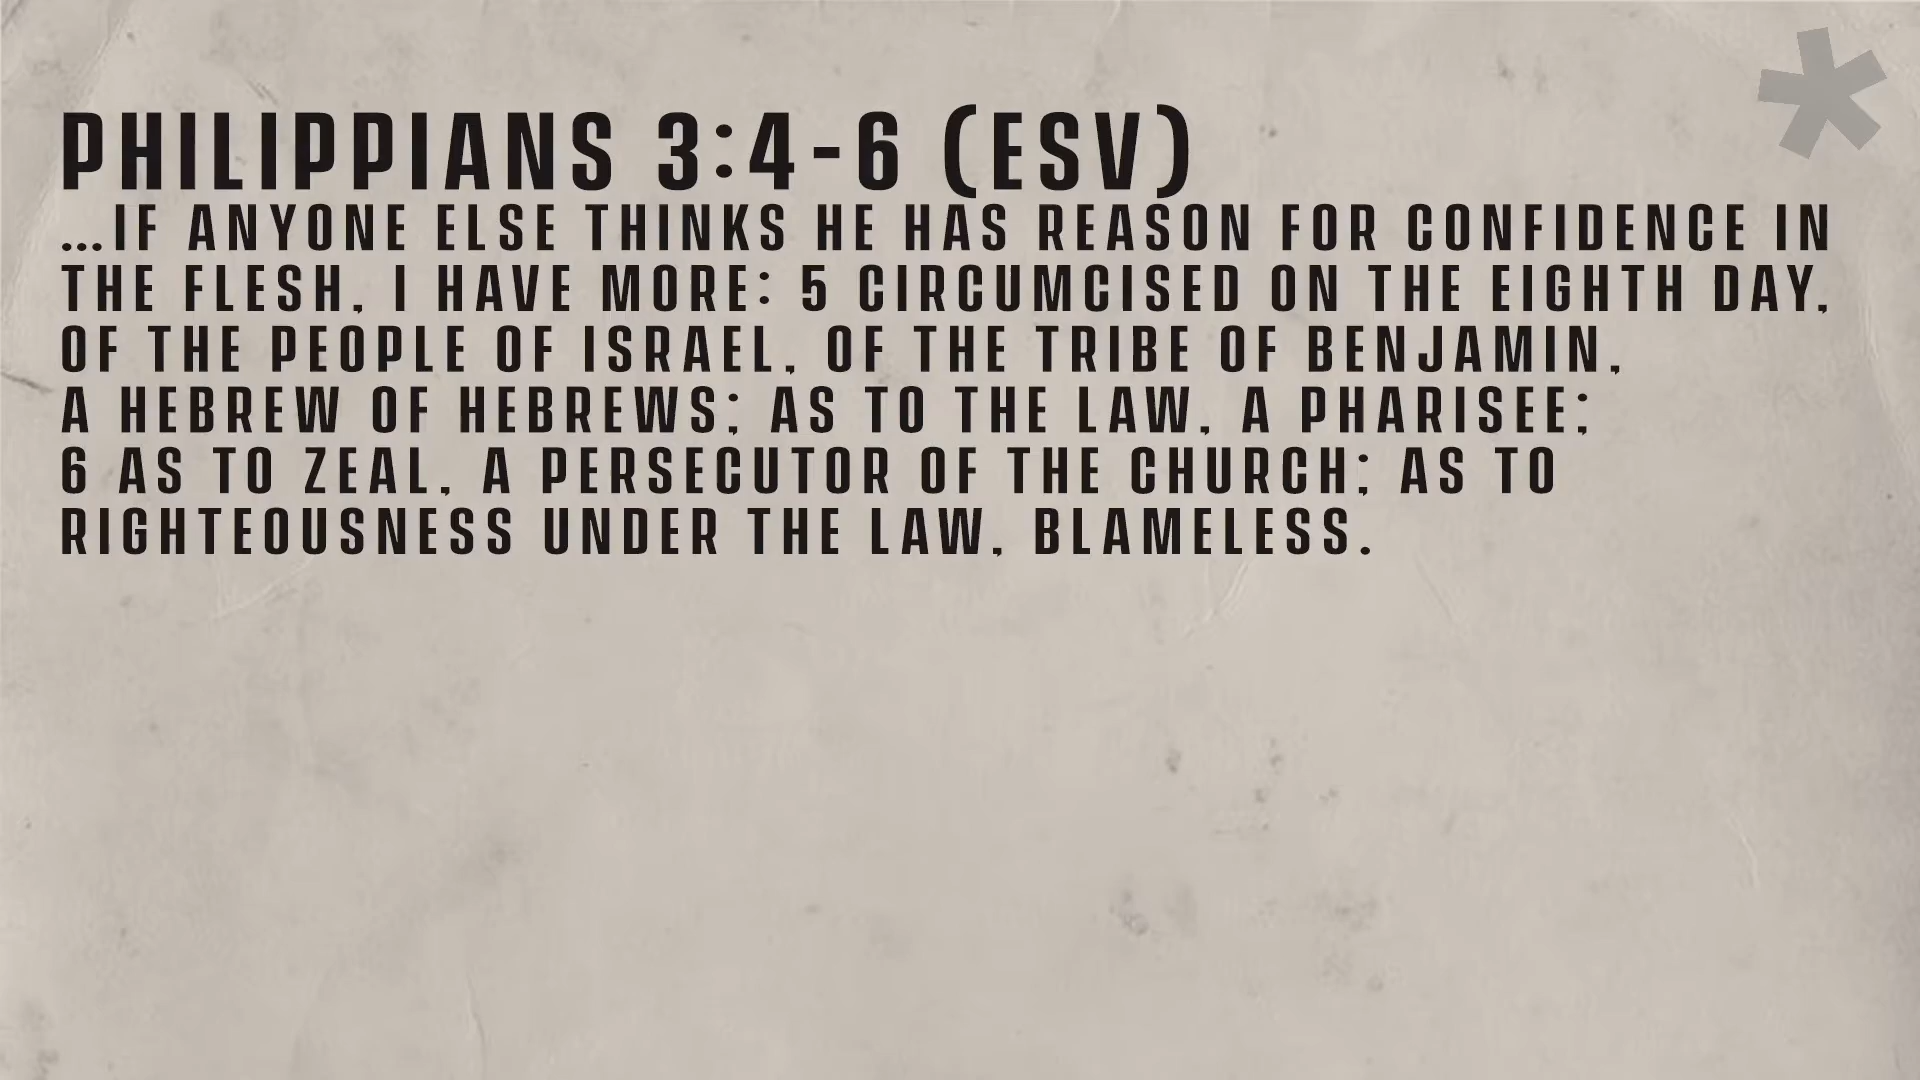 PHILIPPIANS 3:4-6 (ESV)
...IF ANYONE ELSE THINKS HE HAS REASON FOR CONFIDENCE IN
THE FLESH, I HAVE MORE: 5 CIRCUMCISED ON THE EIGHTH DAY,
OF THE PEOPLE OF ISRAEL, OF THE TRIBE OF BENJAMIN,
A HEBREW OF HEBREWS; AS TO THE LAW, A PHARISEE;
6 AS TO ZEAL, A PERSECUTOR OF THE CHURCH; AS TO
RIGHTEOUSNESS UNDER THE LAW, BLAMELESS.